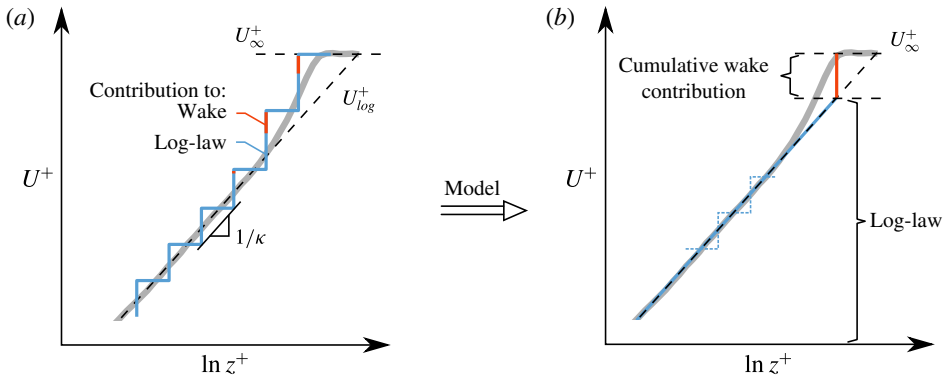 (a)
U⁺∞
Contribution to:
Wake
U⁺log
Log-law
U⁺
1/κ
ln z⁺
Model
(b)
U⁺∞
Cumulative wake
contribution
U⁺
Log-law
ln z⁺